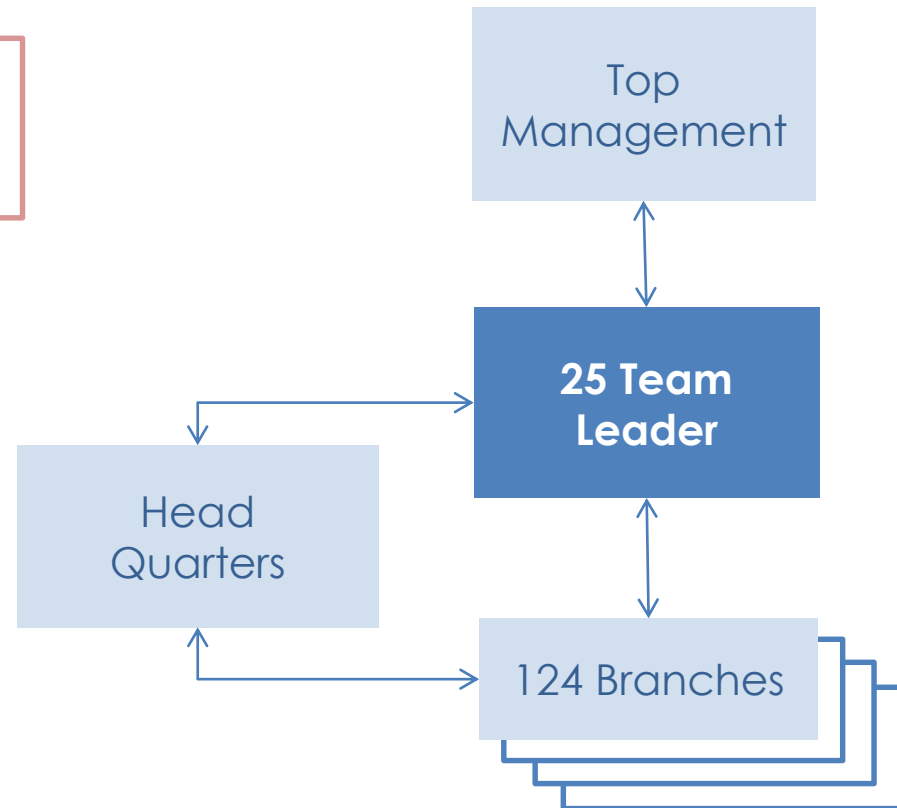 Top
Management
25 Team
Leader
Head
Quarters
124 Branches